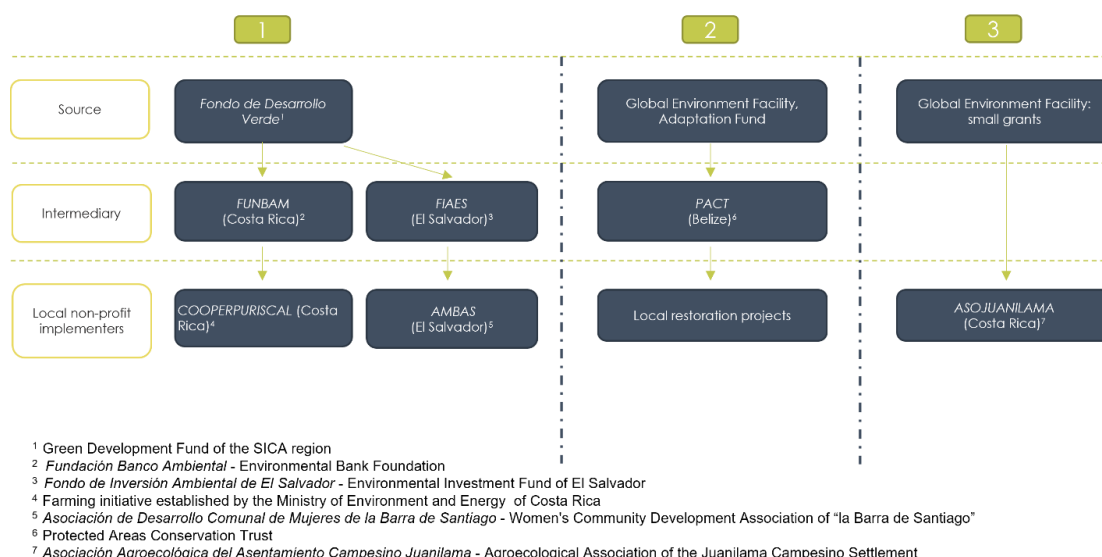 1
2
3
Source
Fondo de Desarrollo
Verde¹
Global Environment Facility,
Adaptation Fund
Global Environment Facility:
small grants
Intermediary
FUNBAM
(Costa Rica)²
FIAES
(El Salvador)³
PACT
(Belize)⁶
Local non-profit
implementers
COOPERPURISCAL (Costa
Rica)⁴
AMBAS
(El Salvador)⁵
Local restoration projects
ASOJUANILAMA
(Costa Rica)⁷
¹ Green Development Fund of the SICA region
² Fundación Banco Ambiental - Environmental Bank Foundation
³ Fondo de Inversión Ambiental de El Salvador - Environmental Investment Fund of El Salvador
⁴ Farming initiative established by the Ministry of Environment and Energy of Costa Rica
⁵ Asociación de Desarrollo Comunal de Mujeres de la Barra de Santiago - Women's Community Development Association of “la Barra de Santiago”
⁶ Protected Areas Conservation Trust
⁷ Asociación Agroecológica del Asentamiento Campesino Juanilama - Agroecological Association of the Juanilama Campesino Settlement